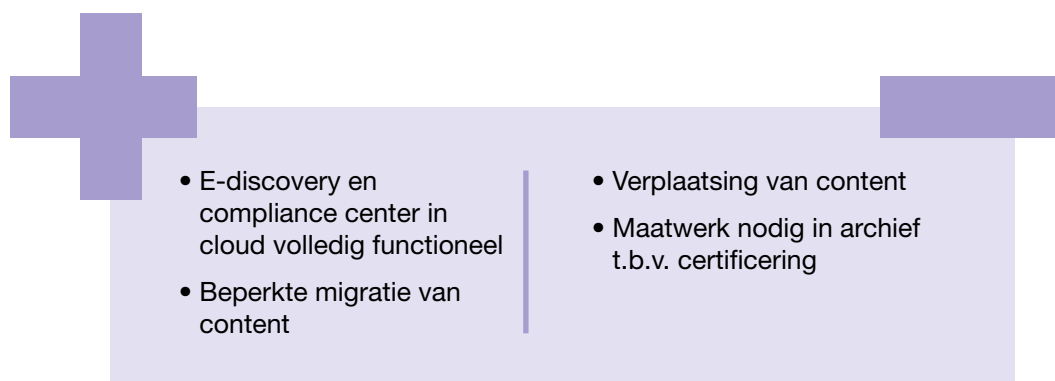 • E-discovery en
compliance center in
cloud volledig functioneel
• Beperkte migratie van
content
• Verplaatsing van content
• Maatwerk nodig in archief
t.b.v. certificering